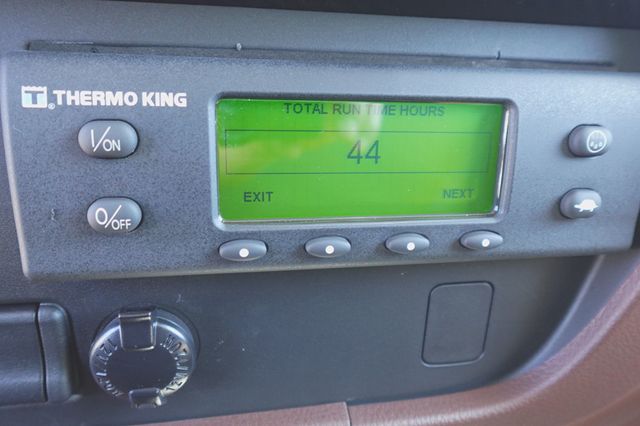 THERMO KING
TOTAL RUN TIME HOURS
44
EXIT
NEXT
I/ON
O/OFF